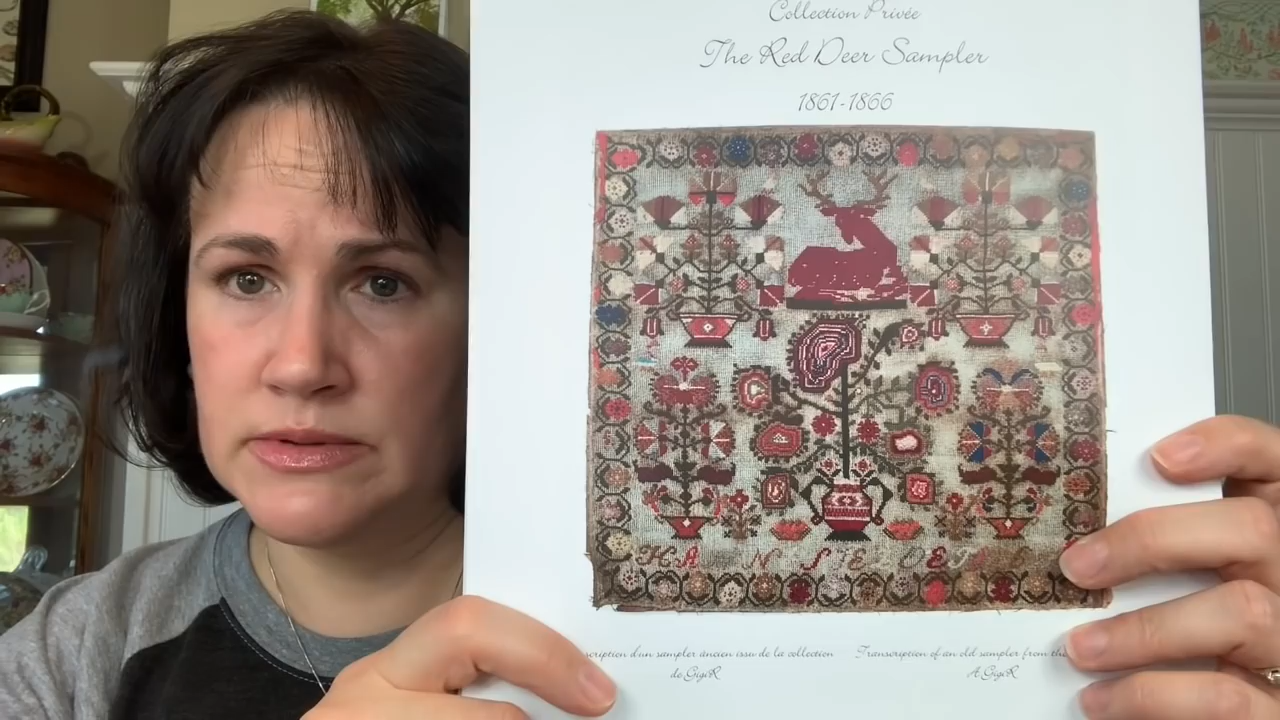 Collection Privée
The Red Deer Sampler
1861-1866
scription d'un sampler ancien issu de la collection
de GigiR
Transcription of an old sampler from the
A.GigiR